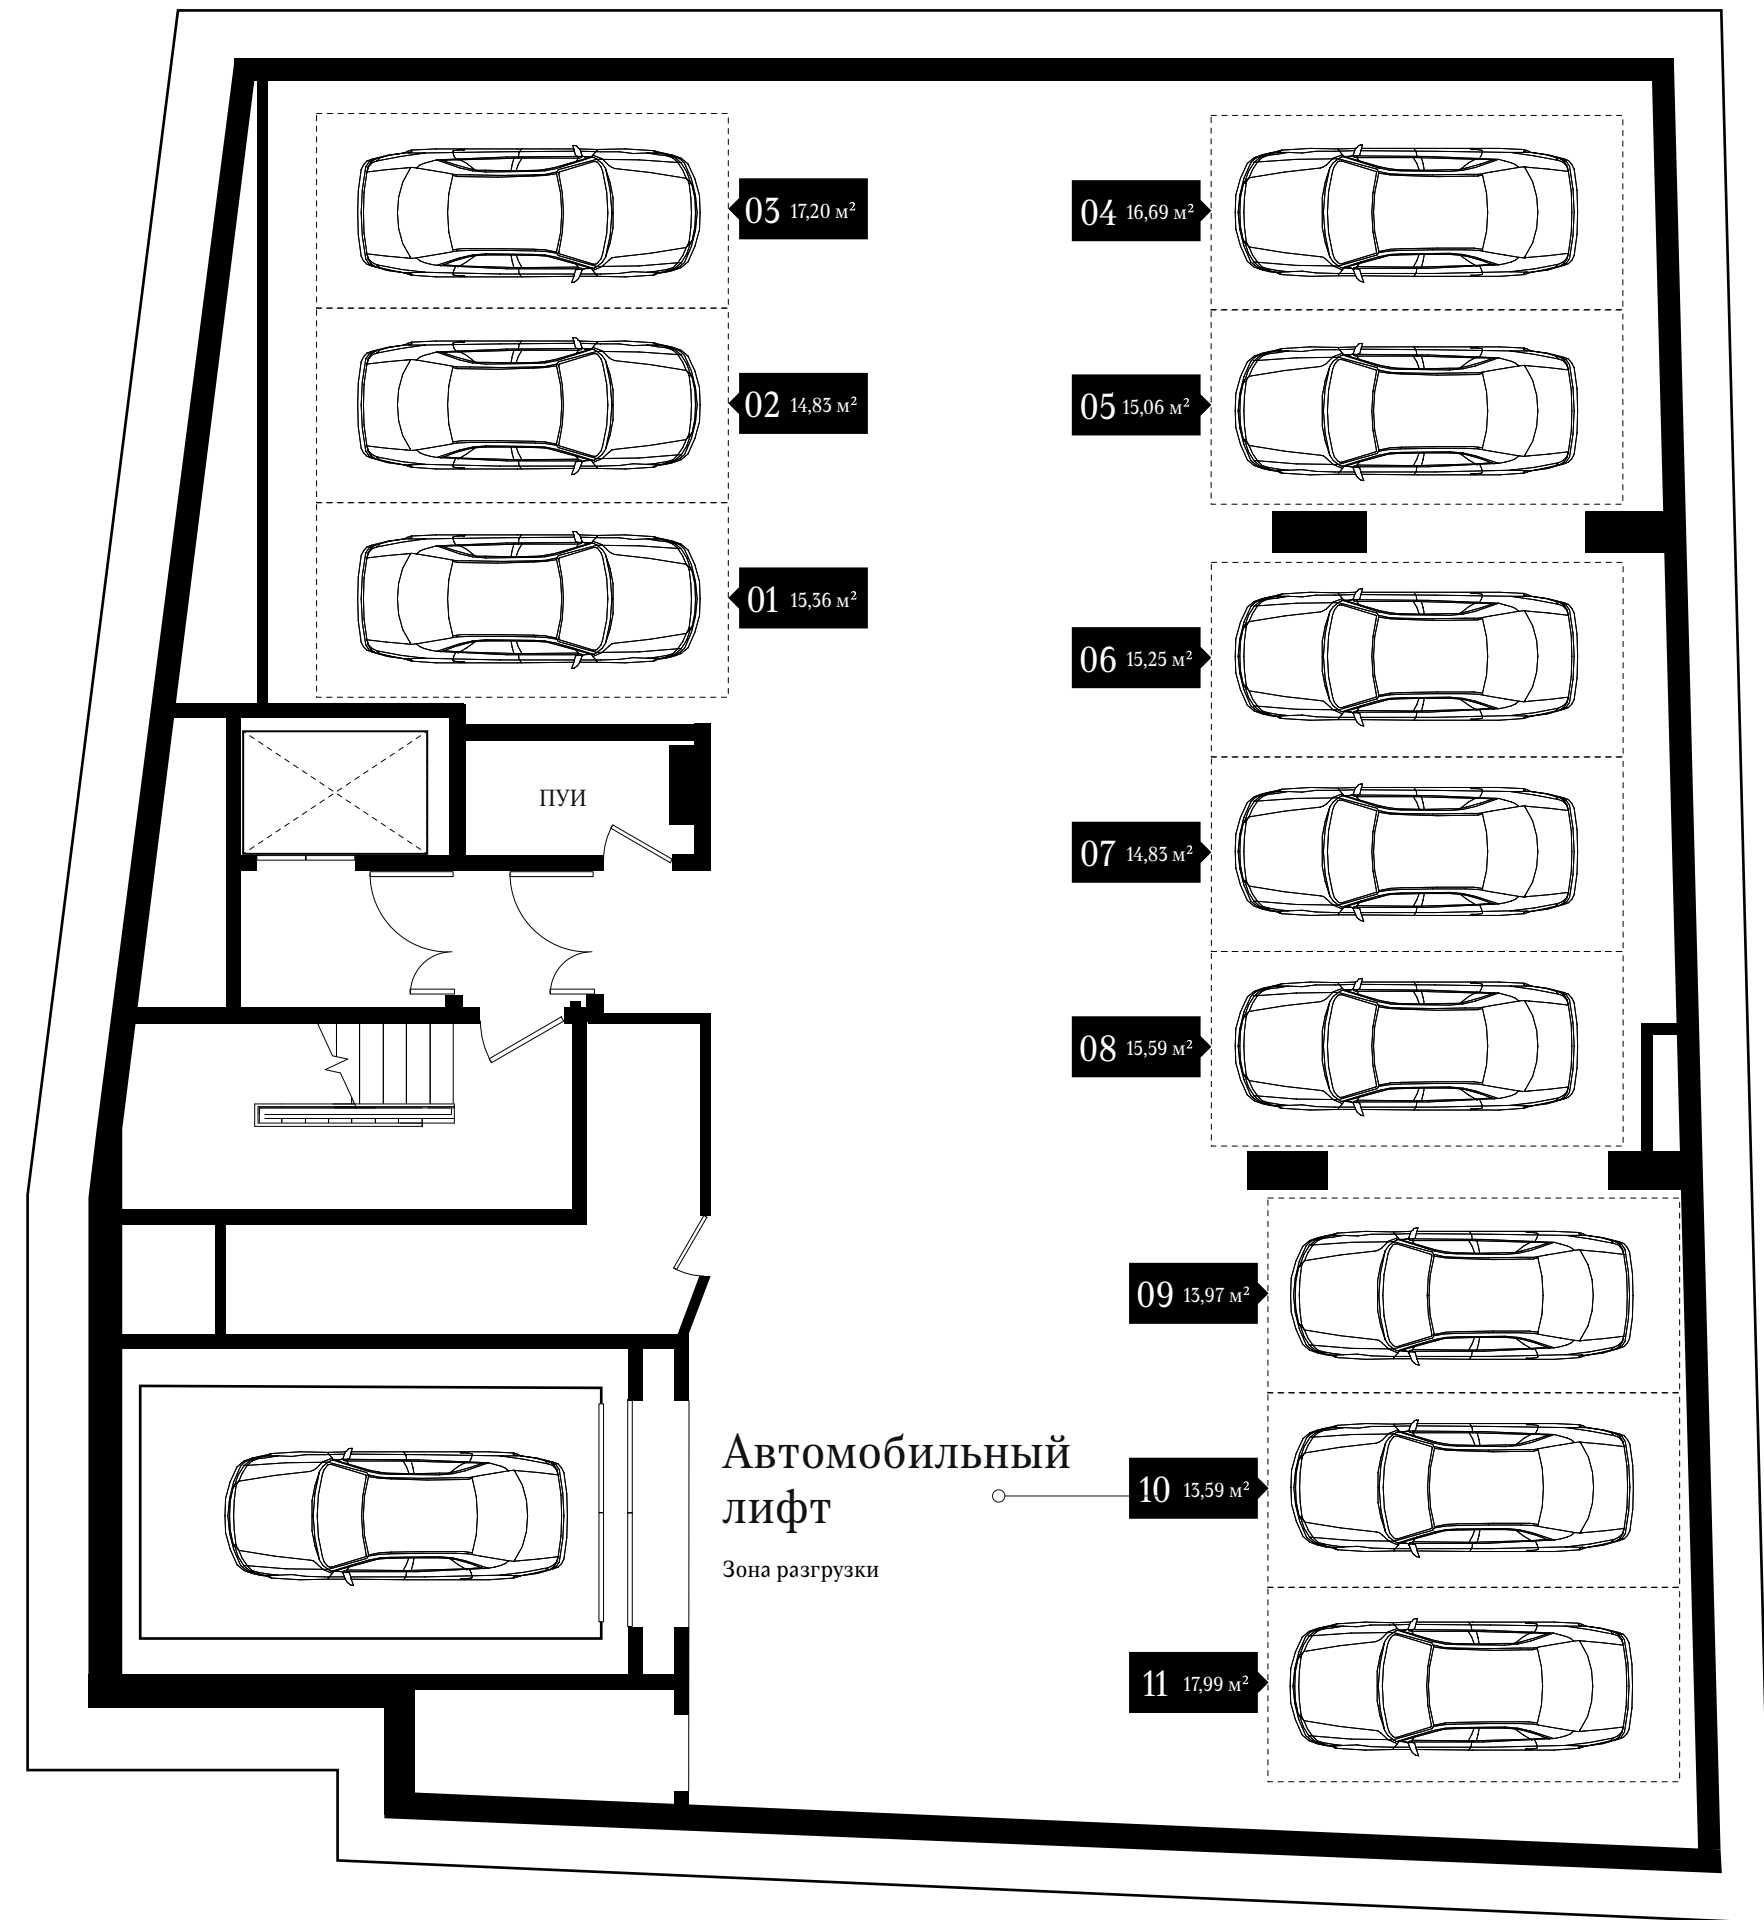 03 17,20 м²
04 16,69 м²
02 14,83 м²
05 15,06 м²
01 15,36 м²
06 15,25 м²
ПУИ
07 14,83 м²
08 15,59 м²
09 13,97 м²
Автомобильный
лифт
Зона разгрузки
10 13,59 м²
11 17,99 м²